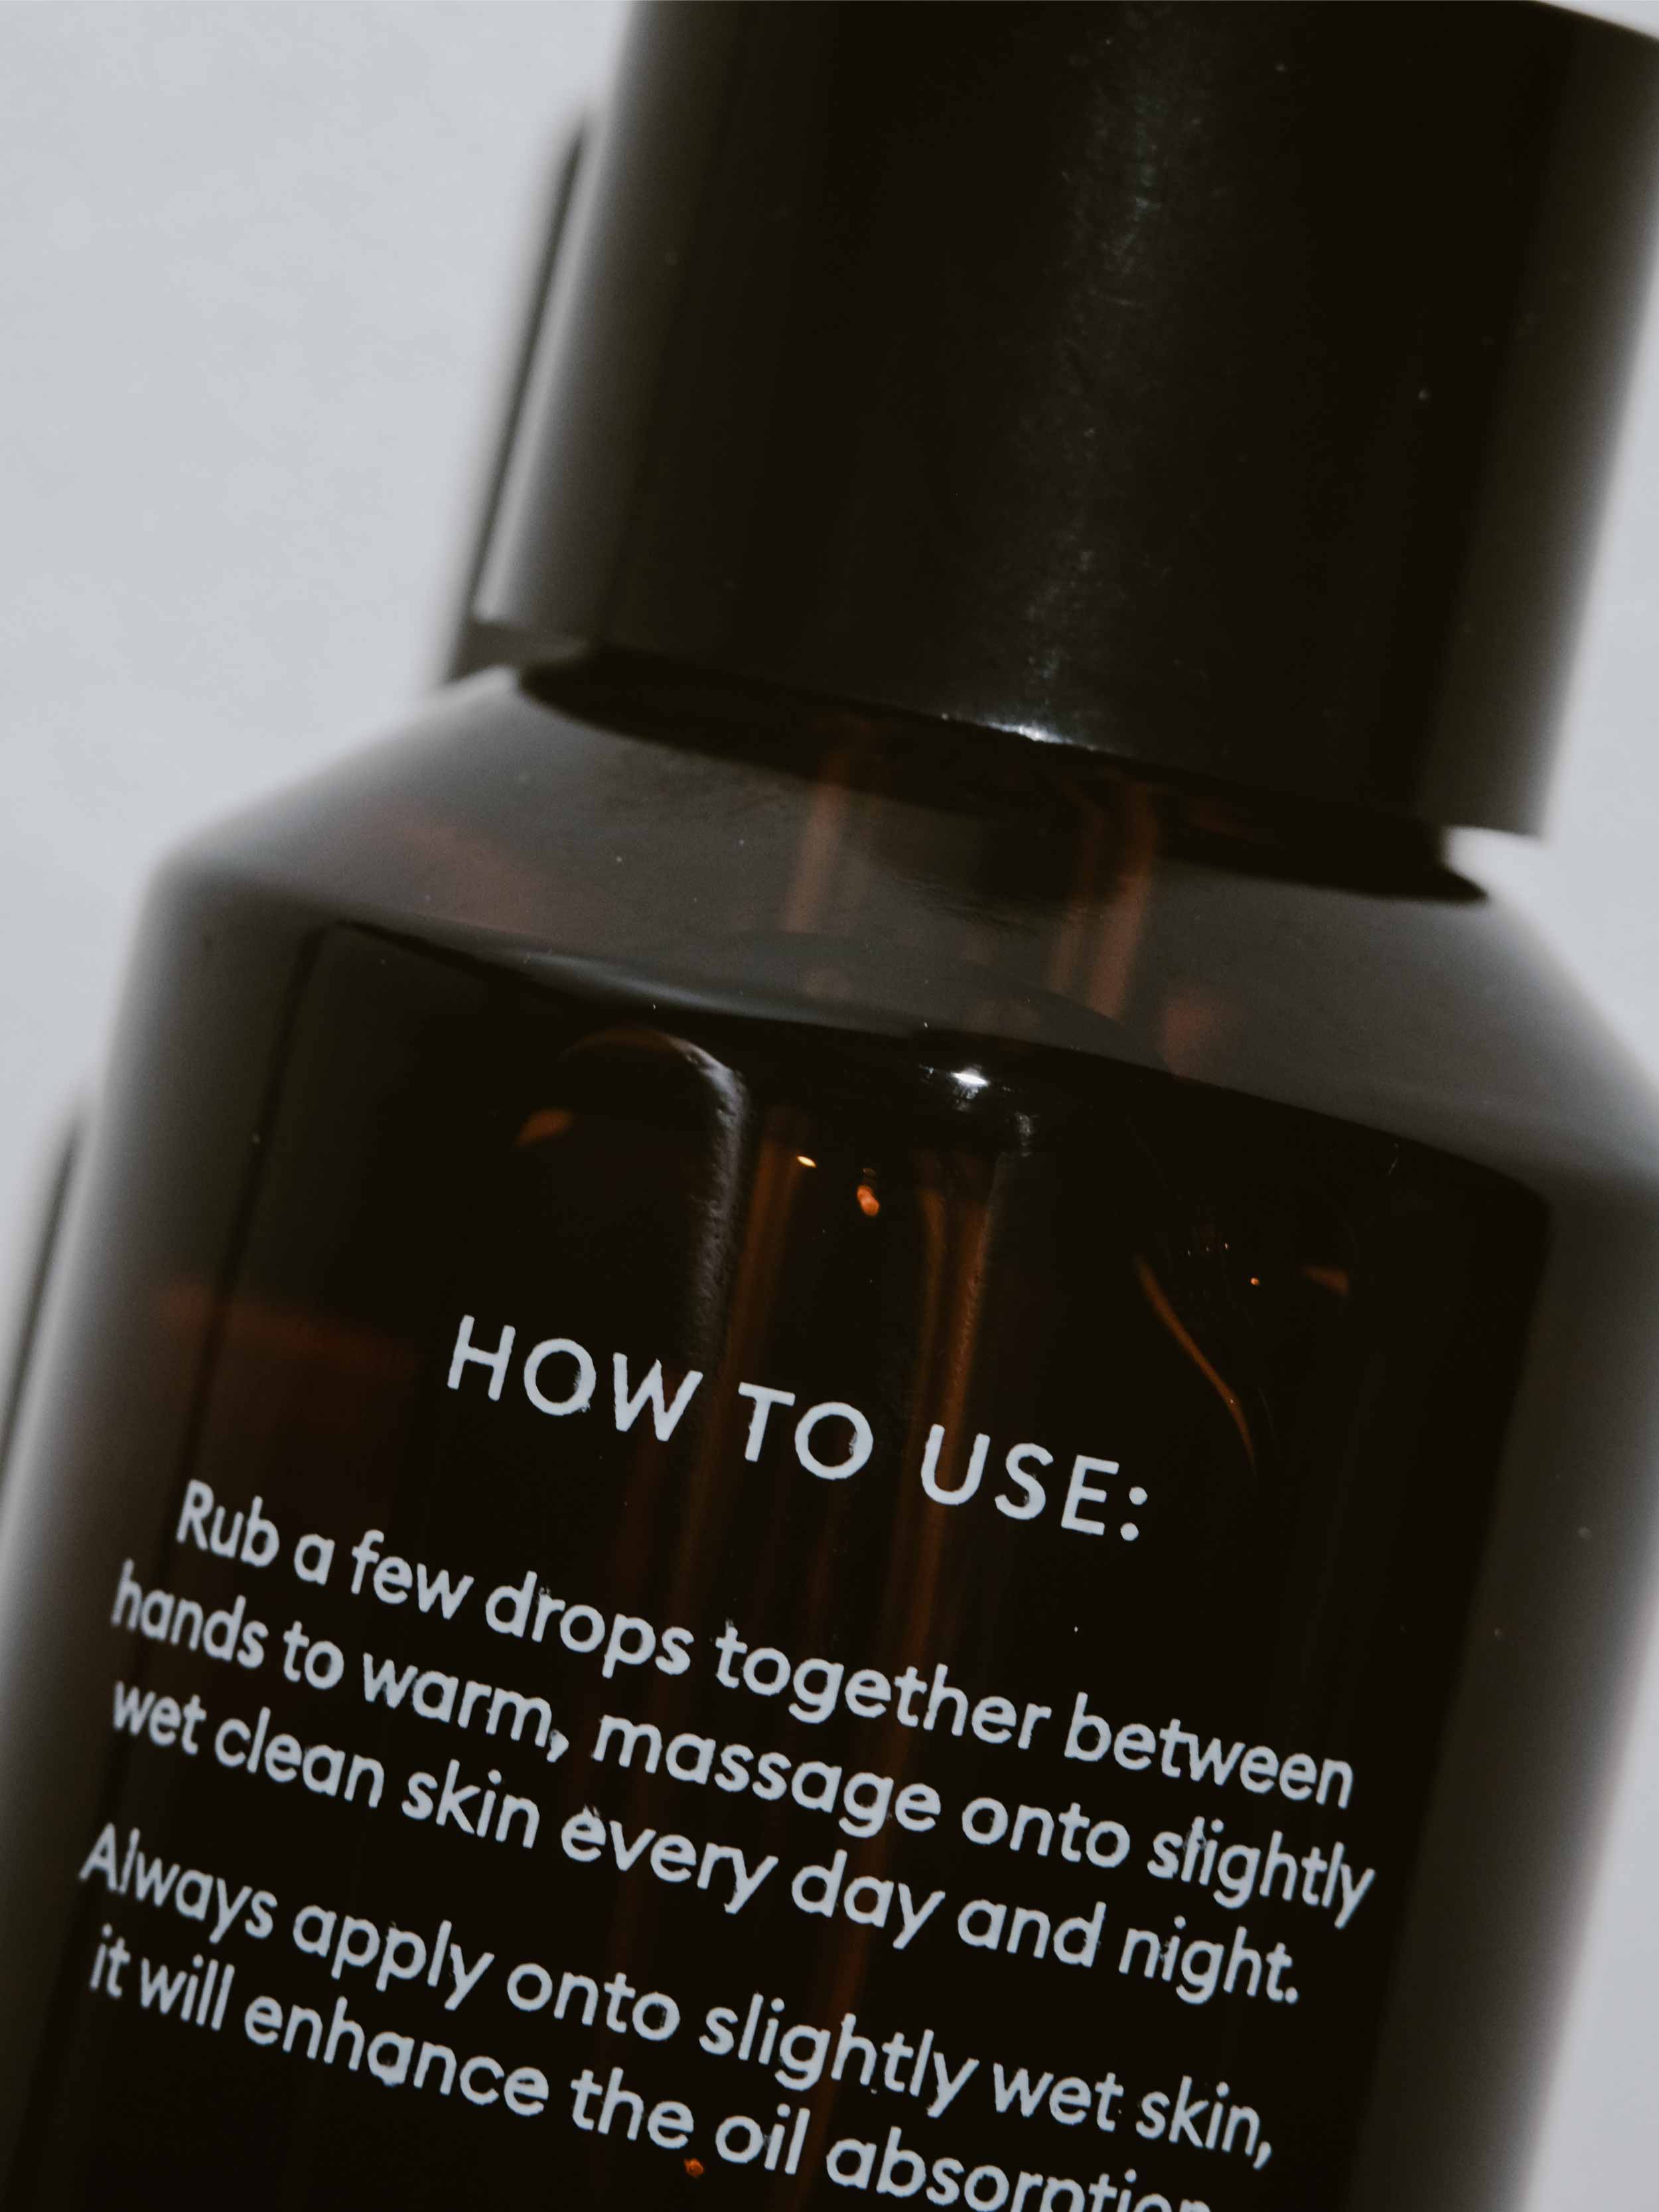 HOW TO USE:
Rub a few drops together between
hands to warm, massage onto slightly
wet clean skin every day and night.
Always apply onto slightly wet skin,
it will enhance the oil absorption